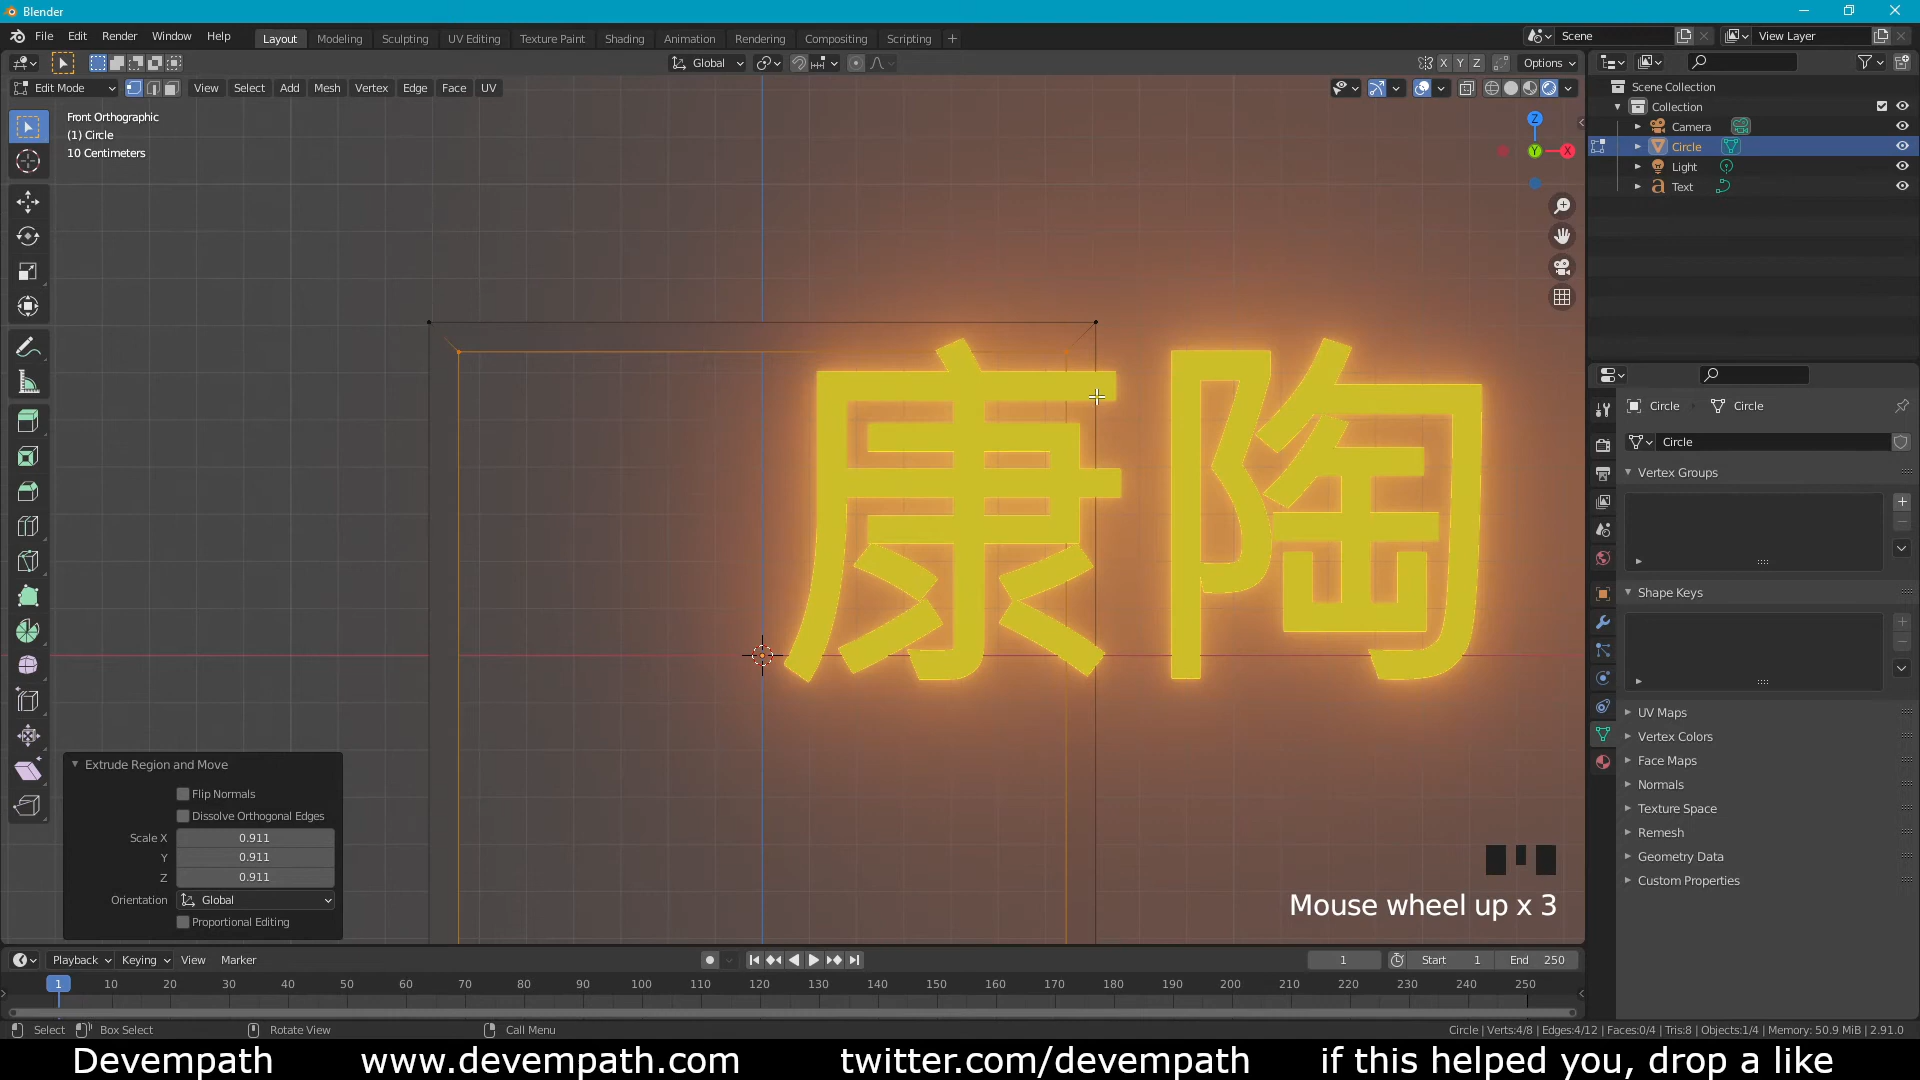 Blender
File Edit Render Window Help
Layout Modeling Sculpting UV Editing Texture Paint Shading Animation Rendering Compositing Scripting +
Scene View Layer
Global X Y Z Options
Edit Mode View Select Add Mesh Vertex Edge Face UV
Front Orthographic
(1) Circle
10 Centimeters
Z
Y X
Scene Collection
Collection
Camera
Circle
Light
Text
康陶
Circle Circle
Circle
Vertex Groups
Shape Keys
UV Maps
Vertex Colors
Face Maps
Normals
Texture Space
Remesh
Geometry Data
Custom Properties
Extrude Region and Move
Flip Normals
Dissolve Orthogonal Edges
Scale X 0.911
Y 0.911
Z 0.911
Orientation Global
Proportional Editing
Mouse wheel up x 3
Playback Keying View Marker 1 Start 1 End 250
1 10 20 30 40 50 60 70 80 90 100 110 120 130 140 150 160 170 180 190 200 210 220 230 240 250
Select Box Select Rotate View Call Menu Circle | Verts:4/8 | Edges:4/12 | Faces:0/4 | Tris:8 | Objects:1/4 | Memory: 50.9 MiB | 2.91.0
Devempath www.devempath.com twitter.com/devempath if this helped you, drop a like